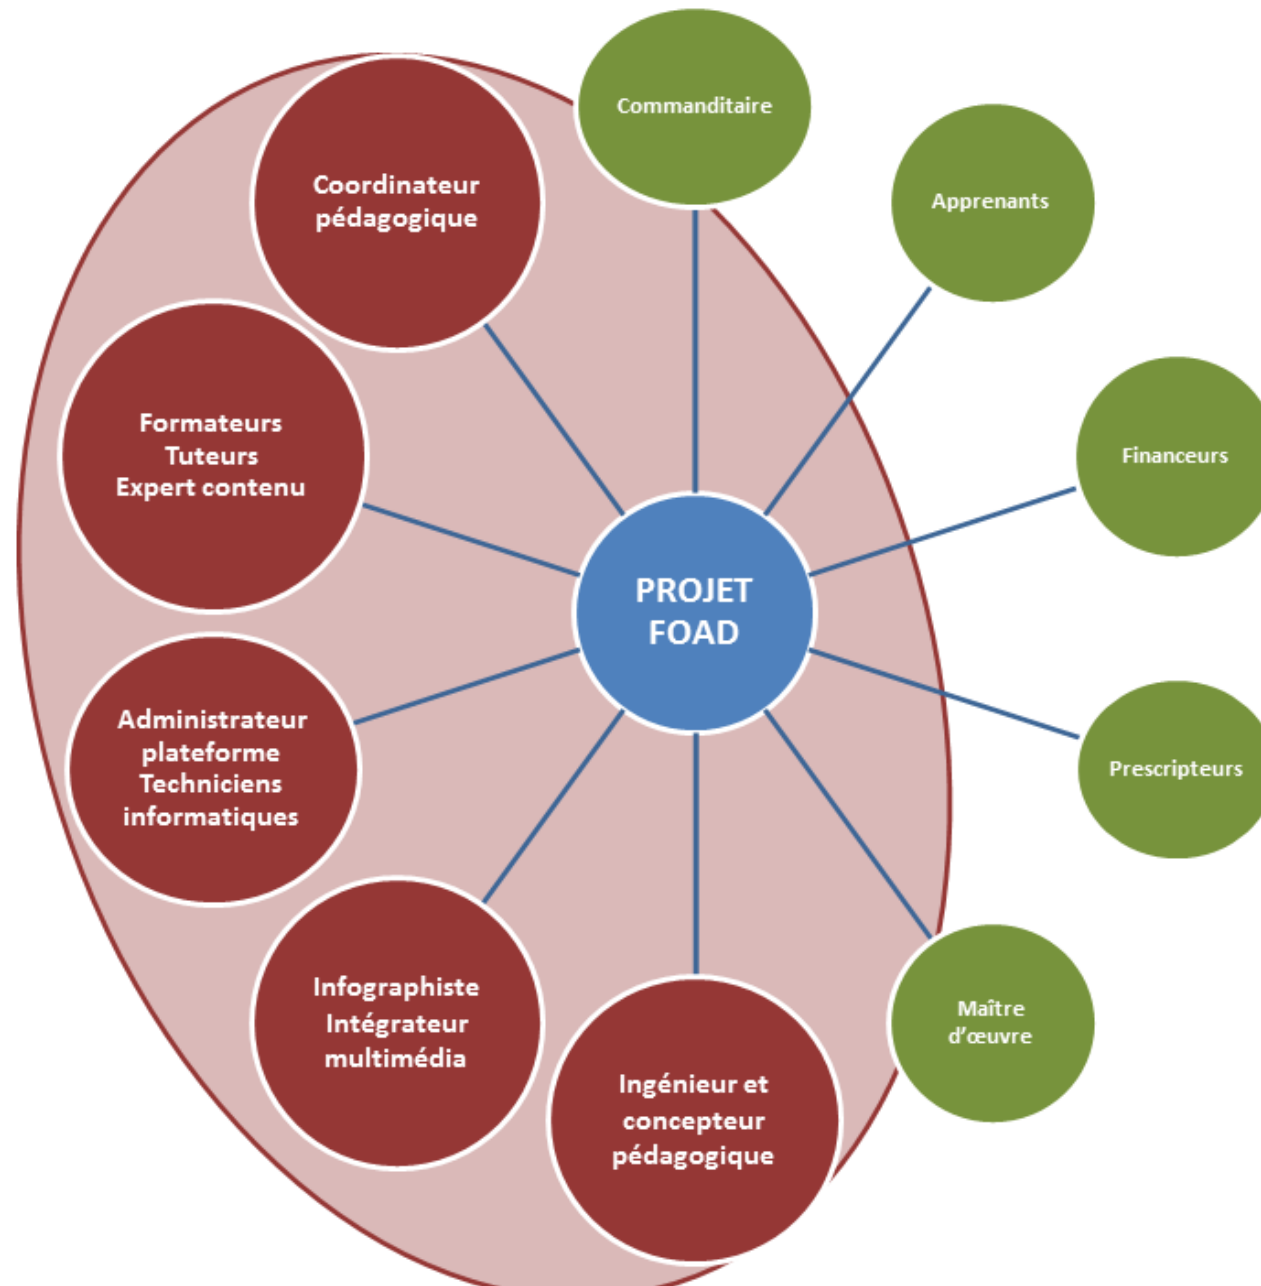 Commanditaire
Apprenants
Coordinateur
pédagogique
Formateurs
Tuteurs
Expert contenu
Financeurs
PROJET
FOAD
Administrateur
plateforme
Techniciens
informatiques
Prescripteurs
Infographiste
Intégrateur
multimédia
Maître
d’œuvre
Ingénieur et
concepteur
pédagogique